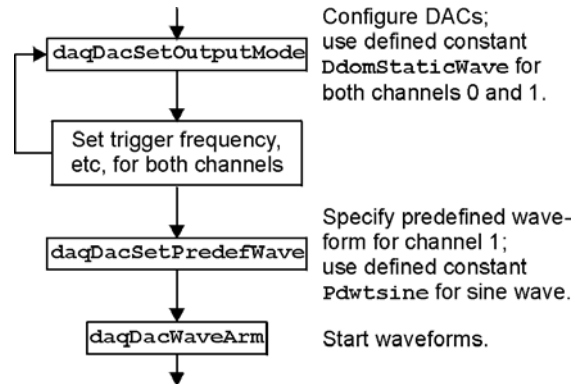 Configure DACs;
use defined constant
DdomStaticWave for
both channels 0 and 1.
daqDacSetOutputMode
Set trigger frequency,
etc, for both channels
Specify predefined wave-
form for channel 1;
use defined constant
Pdwtsine for sine wave.
daqDacSetPredefWave
daqDacWaveArm
Start waveforms.